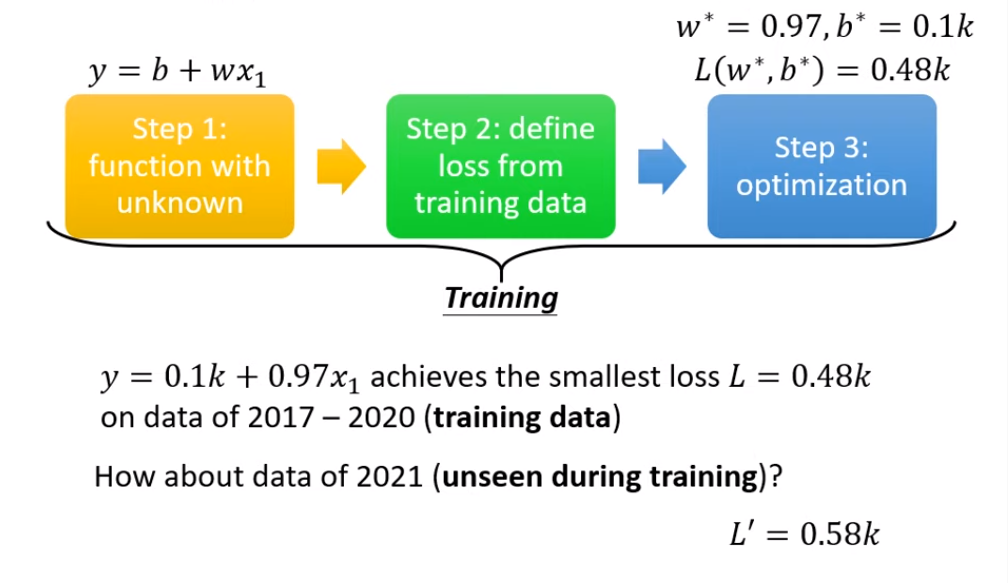 w* = 0.97, b* = 0.1k
y = b + wx₁
L(w*, b*) = 0.48k
Step 1:
function with
unknown
Step 2: define
loss from
training data
Step 3:
optimization
Training
y = 0.1k + 0.97x₁ achieves the smallest loss L = 0.48k
on data of 2017 – 2020 (training data)
How about data of 2021 (unseen during training)?
L′ = 0.58k